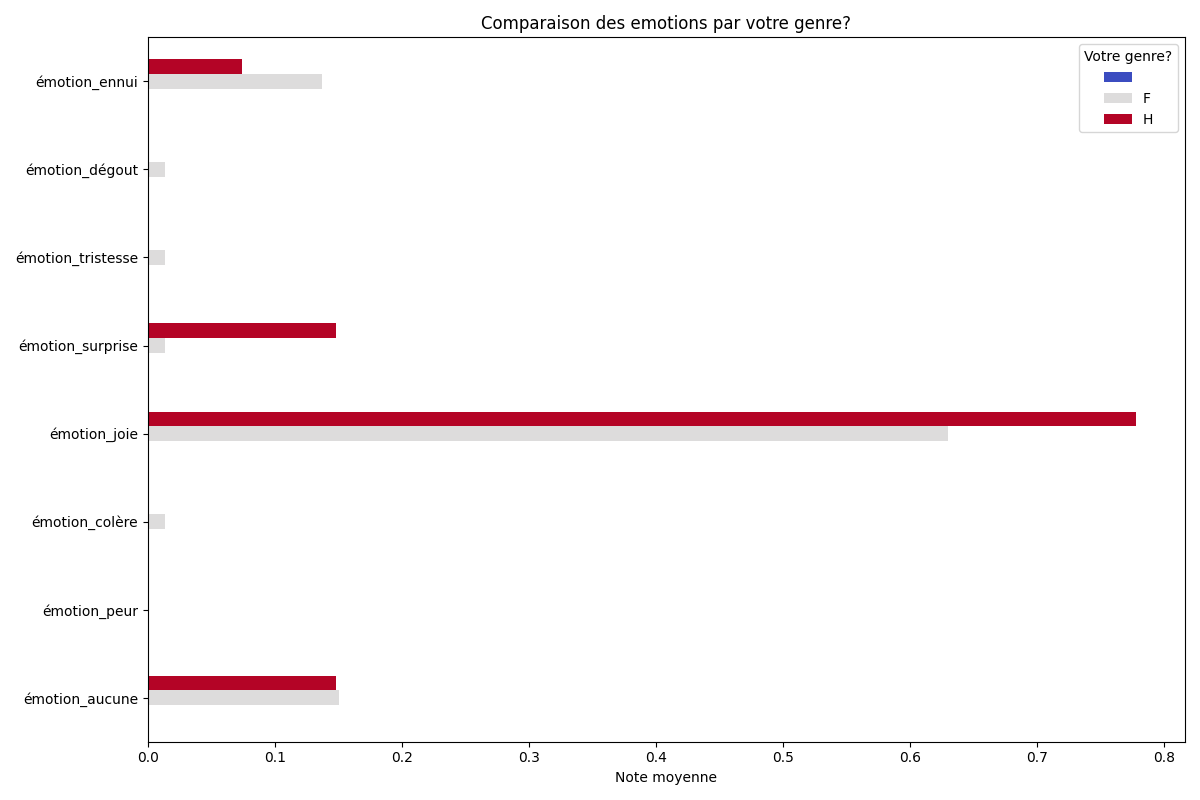 Comparaison des emotions par votre genre?
Votre genre?
F
H
émotion_ennui
émotion_dégout
émotion_tristesse
émotion_surprise
émotion_joie
émotion_colère
émotion_peur
émotion_aucune
0.0 0.1 0.2 0.3 0.4 0.5 0.6 0.7 0.8
Note moyenne